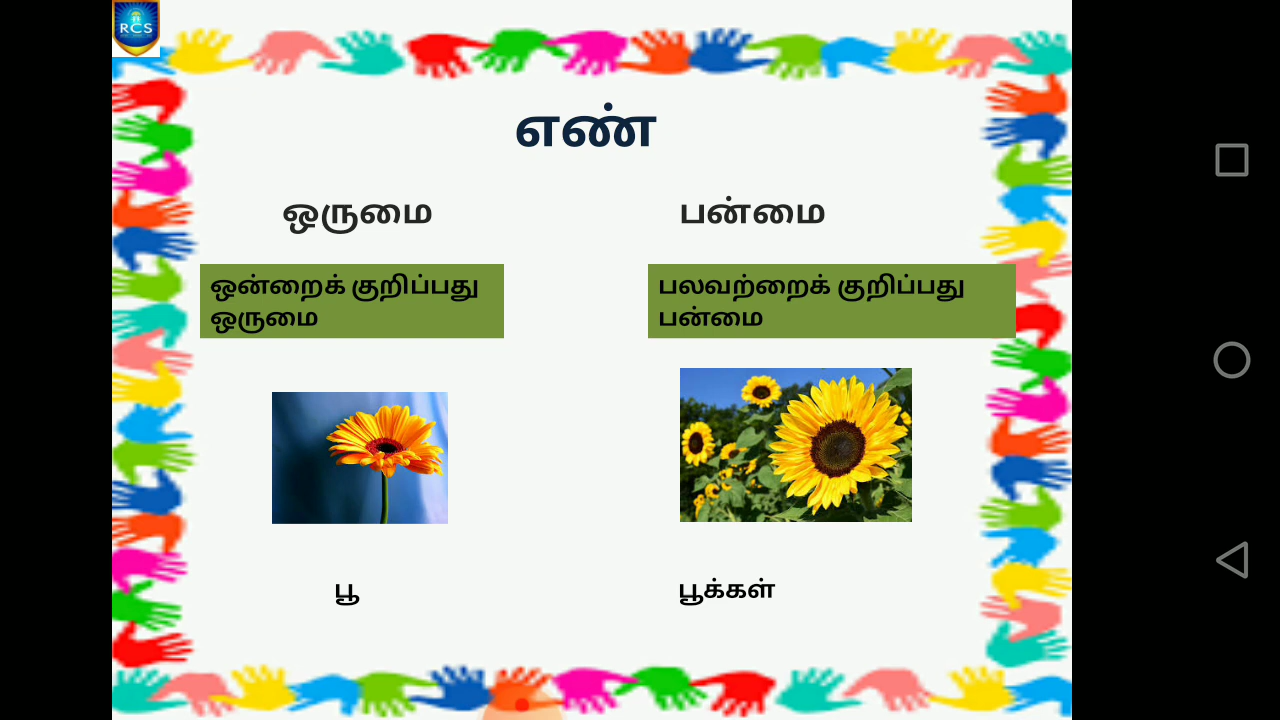 RCS
எண்
ஒருமை
பன்மை
ஒன்றைக் குறிப்பது
ஒருமை
பலவற்றைக் குறிப்பது
பன்மை
பூ
பூக்கள்